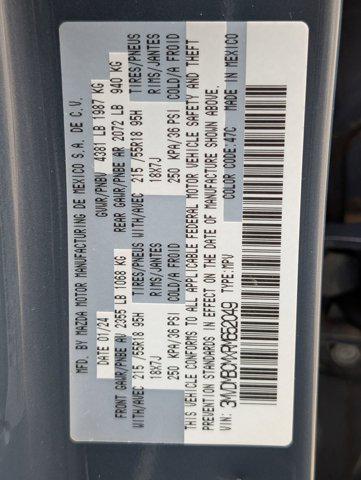 MFD. BY MAZDA MOTOR MANUFACTURING DE MEXICO S.A. DE C.V.
DATE 01/24 GVWR/PNBV 4381 LB 1987 KG
FRONT GAWR/PNBE AV 2355 LB 1068 KG REAR GAWR/PNBE AR 2072 LB 940 KG
WITH/AVEC 215/55R18 95H TIRES/PNEUS WITH/AVEC 215/55R18 95H TIRES/PNEUS
18X7J RIMS/JANTES 18X7J RIMS/JANTES
250 KPA/36 PSI COLD/A FROID 250 KPA/36 PSI COLD/A FROID
THIS VEHICLE CONFORMS TO ALL APPLICABLE FEDERAL MOTOR VEHICLE SAFETY AND THEFT
PREVENTION STANDARDS IN EFFECT ON THE DATE OF MANUFACTURE SHOWN ABOVE.
VIN: TYPE:MPV COLOR CODE:47C MADE IN MEXICO